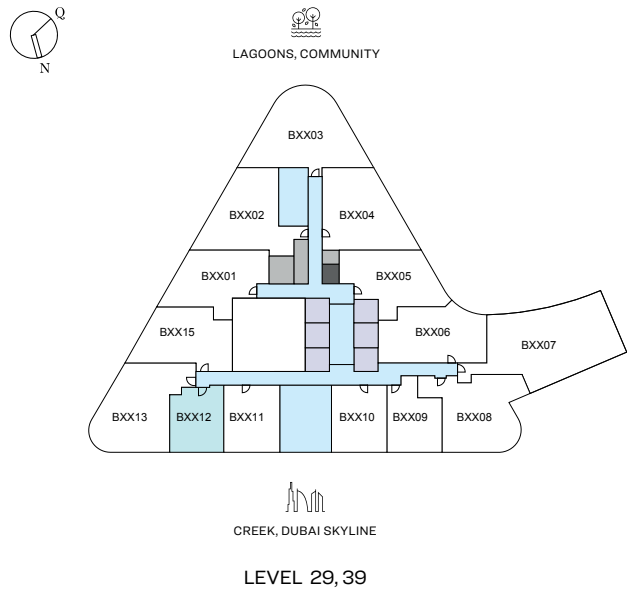 Q
N
LAGOONS, COMMUNITY
BXX03
BXX02
BXX04
BXX01
BXX05
BXX15
BXX06
BXX07
BXX13
BXX12
BXX11
BXX10
BXX09
BXX08
CREEK, DUBAI SKYLINE
LEVEL 29, 39